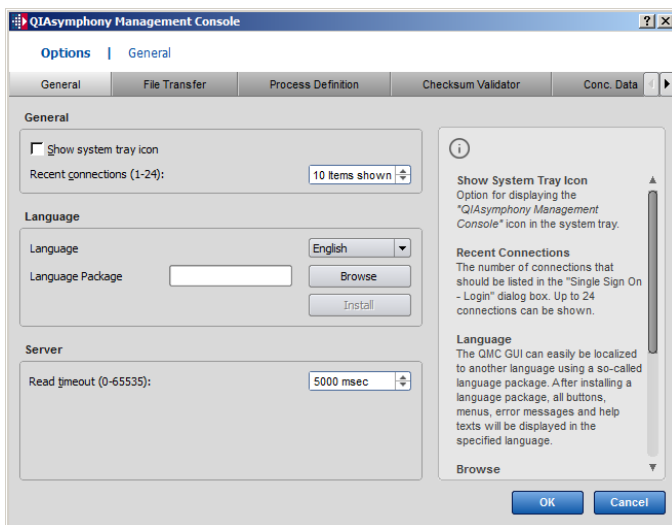 QIAsymphony Management Console
Options | General
General
File Transfer
Process Definition
Checksum Validator
Conc. Data
General
Show system tray icon
Recent connections (1-24):
10 Items shown
Language
Language
English
Language Package
Browse
Install
Server
Read timeout (0-65535):
5000 msec
Show System Tray Icon
Option for displaying the
"QIAsymphony Management
Console" icon in the system tray.
Recent Connections
The number of connections that
should be listed in the "Single Sign On
- Login" dialog box. Up to 24
connections can be shown.
Language
The QMC GUI can easily be localized
to another language using a so-called
language package. After installing a
language package, all buttons,
menus, error messages and help
texts will be displayed in the
specified language.
Browse
OK
Cancel